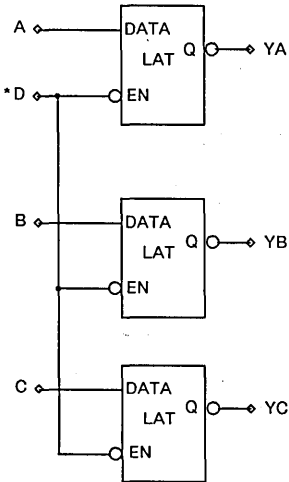 A DATA Q YA
LAT
*D EN
B DATA Q YB
LAT
EN
C DATA Q YC
LAT
EN